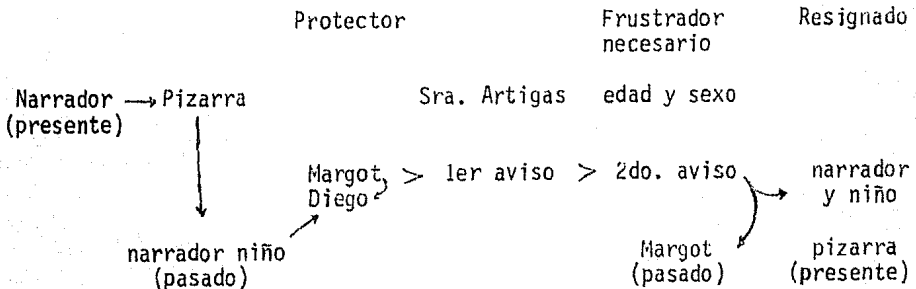 Protector Frustrador Resignado
necesario
Narrador → Pizarra Sra. Artigas edad y sexo
(presente)
Margot, > 1er aviso > 2do. aviso narrador
Diego y niño
narrador niño Margot pizarra
(pasado) (pasado) (presente)